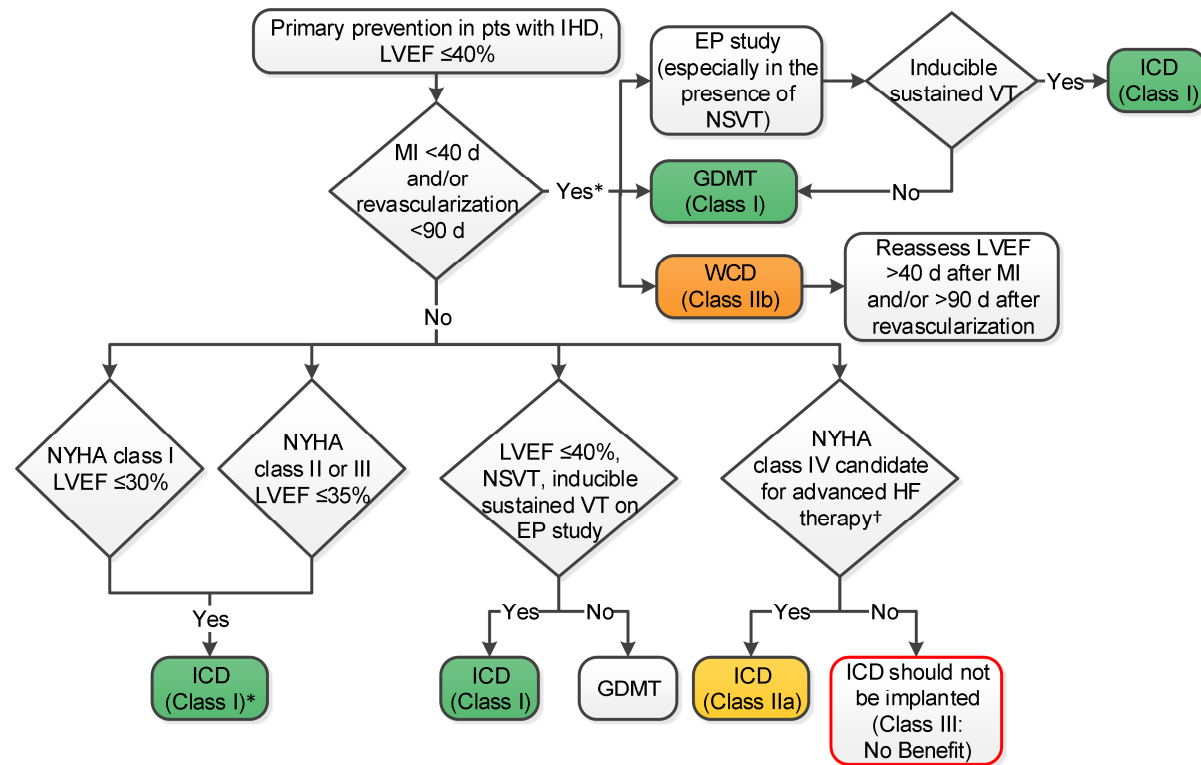 Primary prevention in pts with IHD,
LVEF ≤40%
EP study
(especially in the
presence of
NSVT)
Inducible
sustained VT
Yes
ICD
(Class I)
MI <40 d
and/or
revascularization
<90 d
Yes*
GDMT
(Class I)
No
WCD
(Class IIb)
Reassess LVEF
>40 d after MI
and/or >90 d after
revascularization
No
NYHA class I
LVEF ≤30%
NYHA
class II or III
LVEF ≤35%
LVEF ≤40%,
NSVT, inducible
sustained VT on
EP study
NYHA
class IV candidate
for advanced HF
therapy†
Yes
Yes
No
Yes
No
ICD
(Class I)*
ICD
(Class I)
GDMT
ICD
(Class IIa)
ICD should not
be implanted
(Class III:
No Benefit)